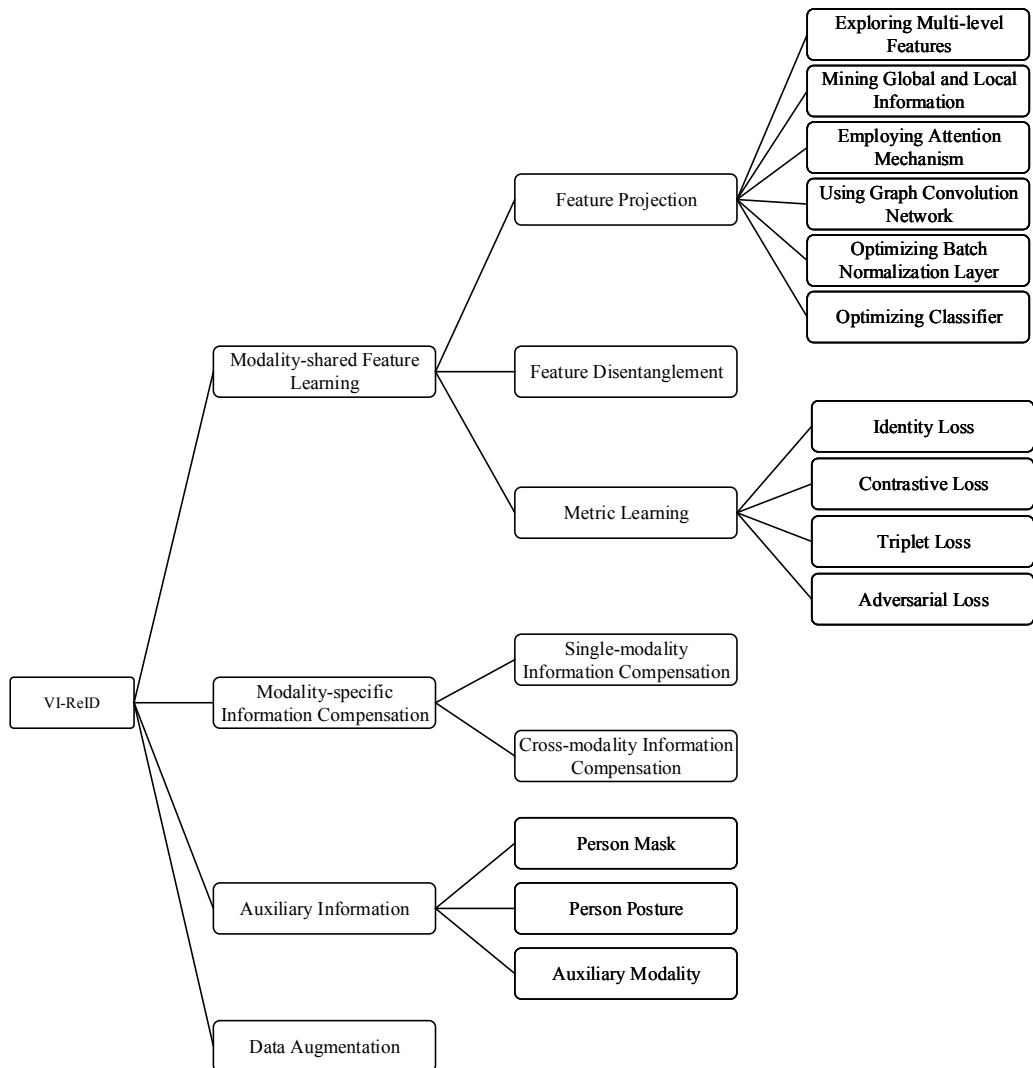 Exploring Multi-level
Features
Mining Global and Local
Information
Employing Attention
Mechanism
Feature Projection
Using Graph Convolution
Network
Optimizing Batch
Normalization Layer
Optimizing Classifier
Modality-shared Feature
Learning
Feature Disentanglement
Identity Loss
Contrastive Loss
Metric Learning
Triplet Loss
Adversarial Loss
Single-modality
Information Compensation
VI-ReID
Modality-specific
Information Compensation
Cross-modality Information
Compensation
Person Mask
Auxiliary Information
Person Posture
Auxiliary Modality
Data Augmentation